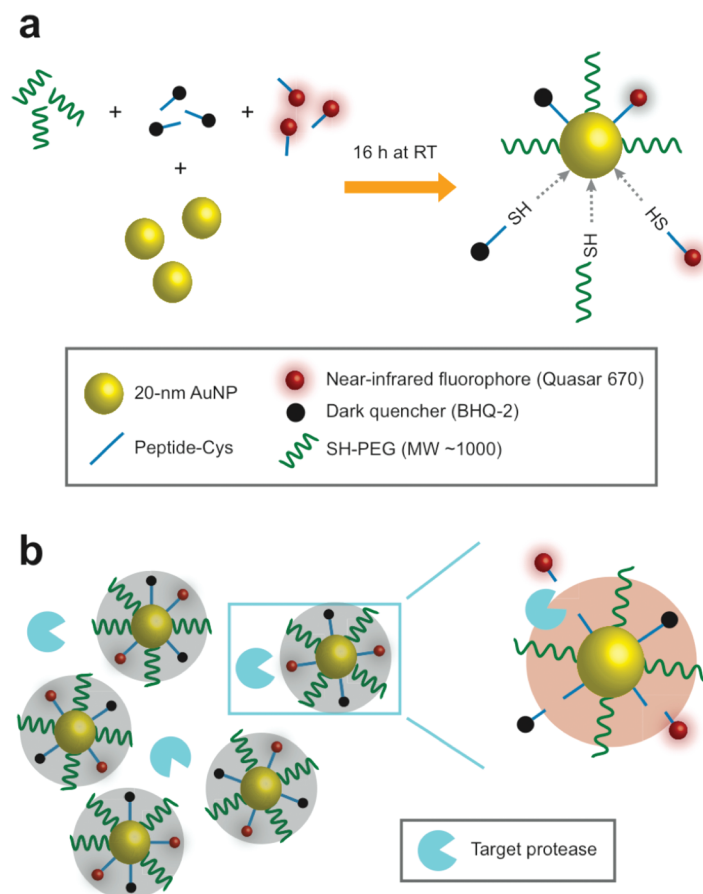 a
+
+
+
16 h at RT
SH
SH
HS
20-nm AuNP
Peptide-Cys
Near-infrared fluorophore (Quasar 670)
Dark quencher (BHQ-2)
SH-PEG (MW ~1000)
b
Target protease